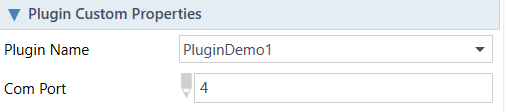 Plugin Custom Properties
Plugin Name PluginDemo1
Com Port 4